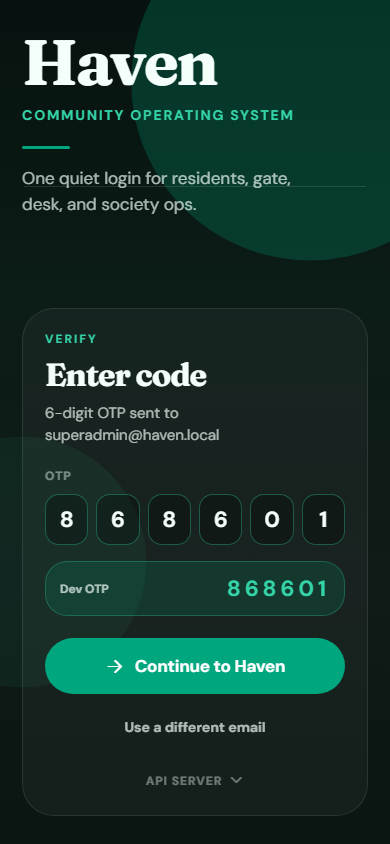 Haven
COMMUNITY OPERATING SYSTEM
One quiet login for residents, gate,
desk, and society ops.
VERIFY
Enter code
6-digit OTP sent to
superadmin@haven.local
OTP
8 6 8 6 0 1
Dev OTP 868601
Continue to Haven
Use a different email
API SERVER